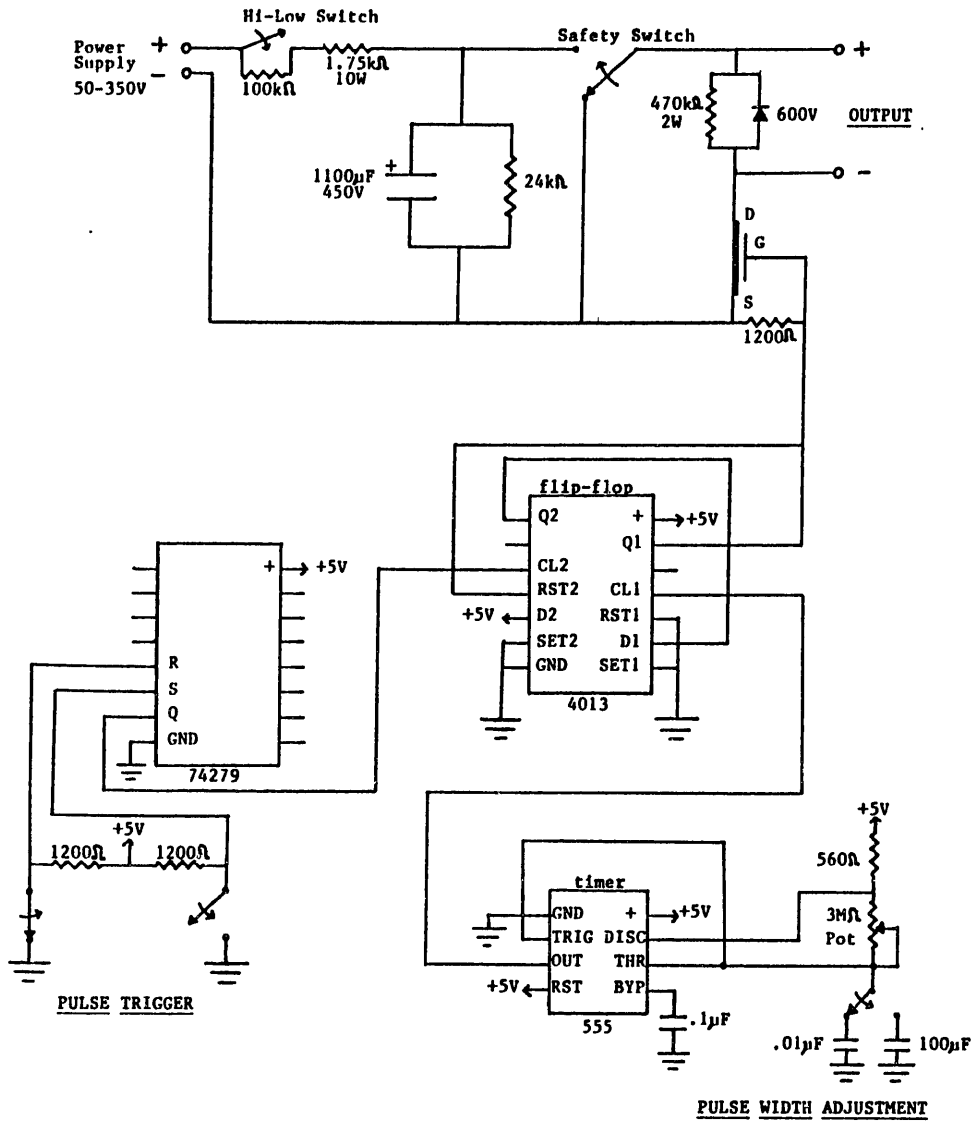 Hi-Low Switch
Power
Supply
50-350V
+
−
100kΩ
1.75kΩ
10W
Safety Switch
+
1100µF
450V
24kΩ
470kΩ
2W
600V
+
OUTPUT
−
D
G
S
1200Ω
flip-flop
Q2
+
+5V
Q1
CL2
RST2
CL1
+5V
D2
RST1
SET2
D1
GND
SET1
4013
+
+5V
R
S
Q
GND
74279
+5V
1200Ω
1200Ω
PULSE TRIGGER
timer
GND
+
+5V
TRIG
DISC
OUT
THR
+5V
RST
BYP
555
.1µF
+5V
560Ω
3MΩ
Pot
.01µF
100µF
PULSE WIDTH ADJUSTMENT